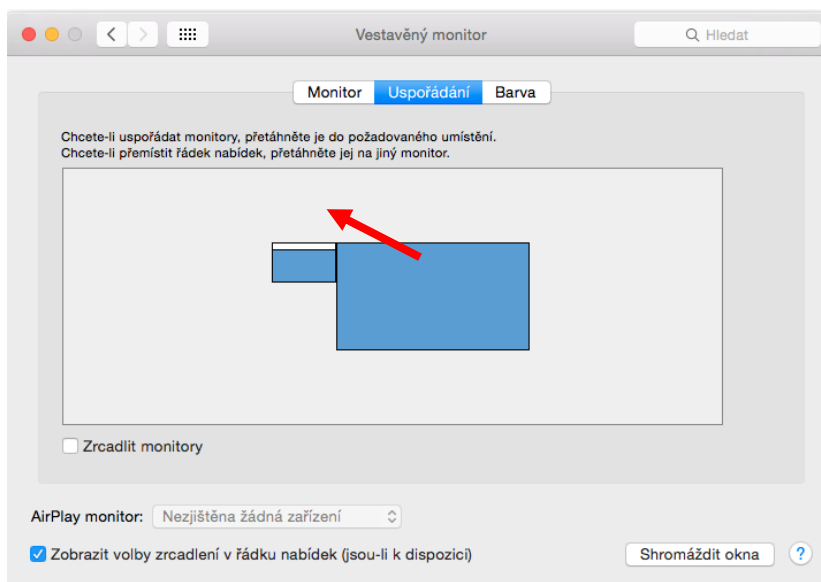 Vestavěný monitor
Hledat
Monitor Uspořádání Barva
Chcete-li uspořádat monitory, přetáhněte je do požadovaného umístění.
Chcete-li přemístit řádek nabídek, přetáhněte jej na jiný monitor.
Zrcadlit monitory
AirPlay monitor: Nezjištěna žádná zařízení
Zobrazit volby zrcadlení v řádku nabídek (jsou-li k dispozici)
Shromáždit okna ?